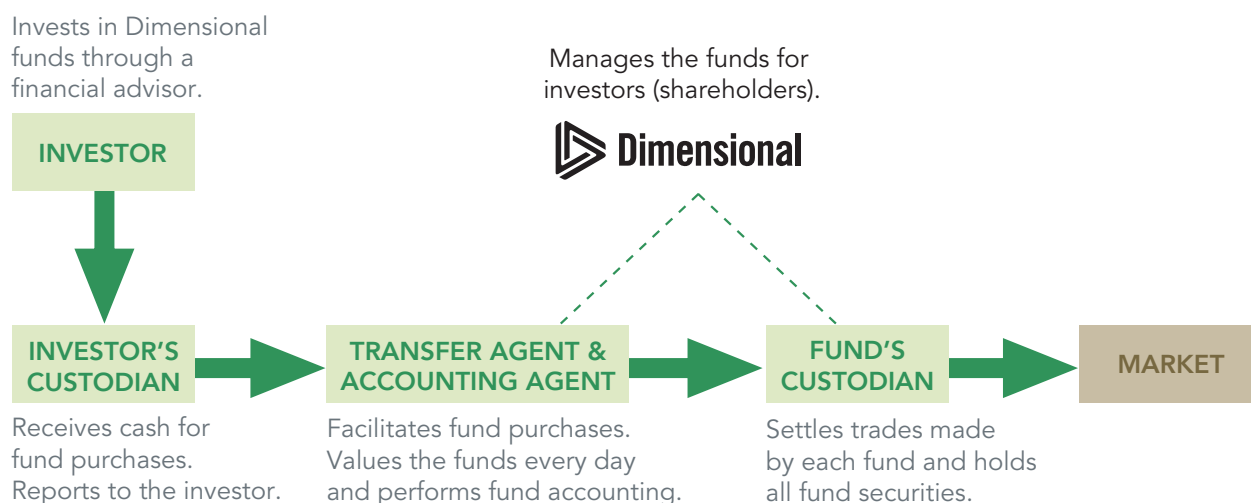 Invests in Dimensional
funds through a
financial advisor.
Manages the funds for
investors (shareholders).
Dimensional
INVESTOR
INVESTOR'S
CUSTODIAN
Receives cash for
fund purchases.
Reports to the investor.
TRANSFER AGENT &
ACCOUNTING AGENT
Facilitates fund purchases.
Values the funds every day
and performs fund accounting.
FUND'S
CUSTODIAN
Settles trades made
by each fund and holds
all fund securities.
MARKET